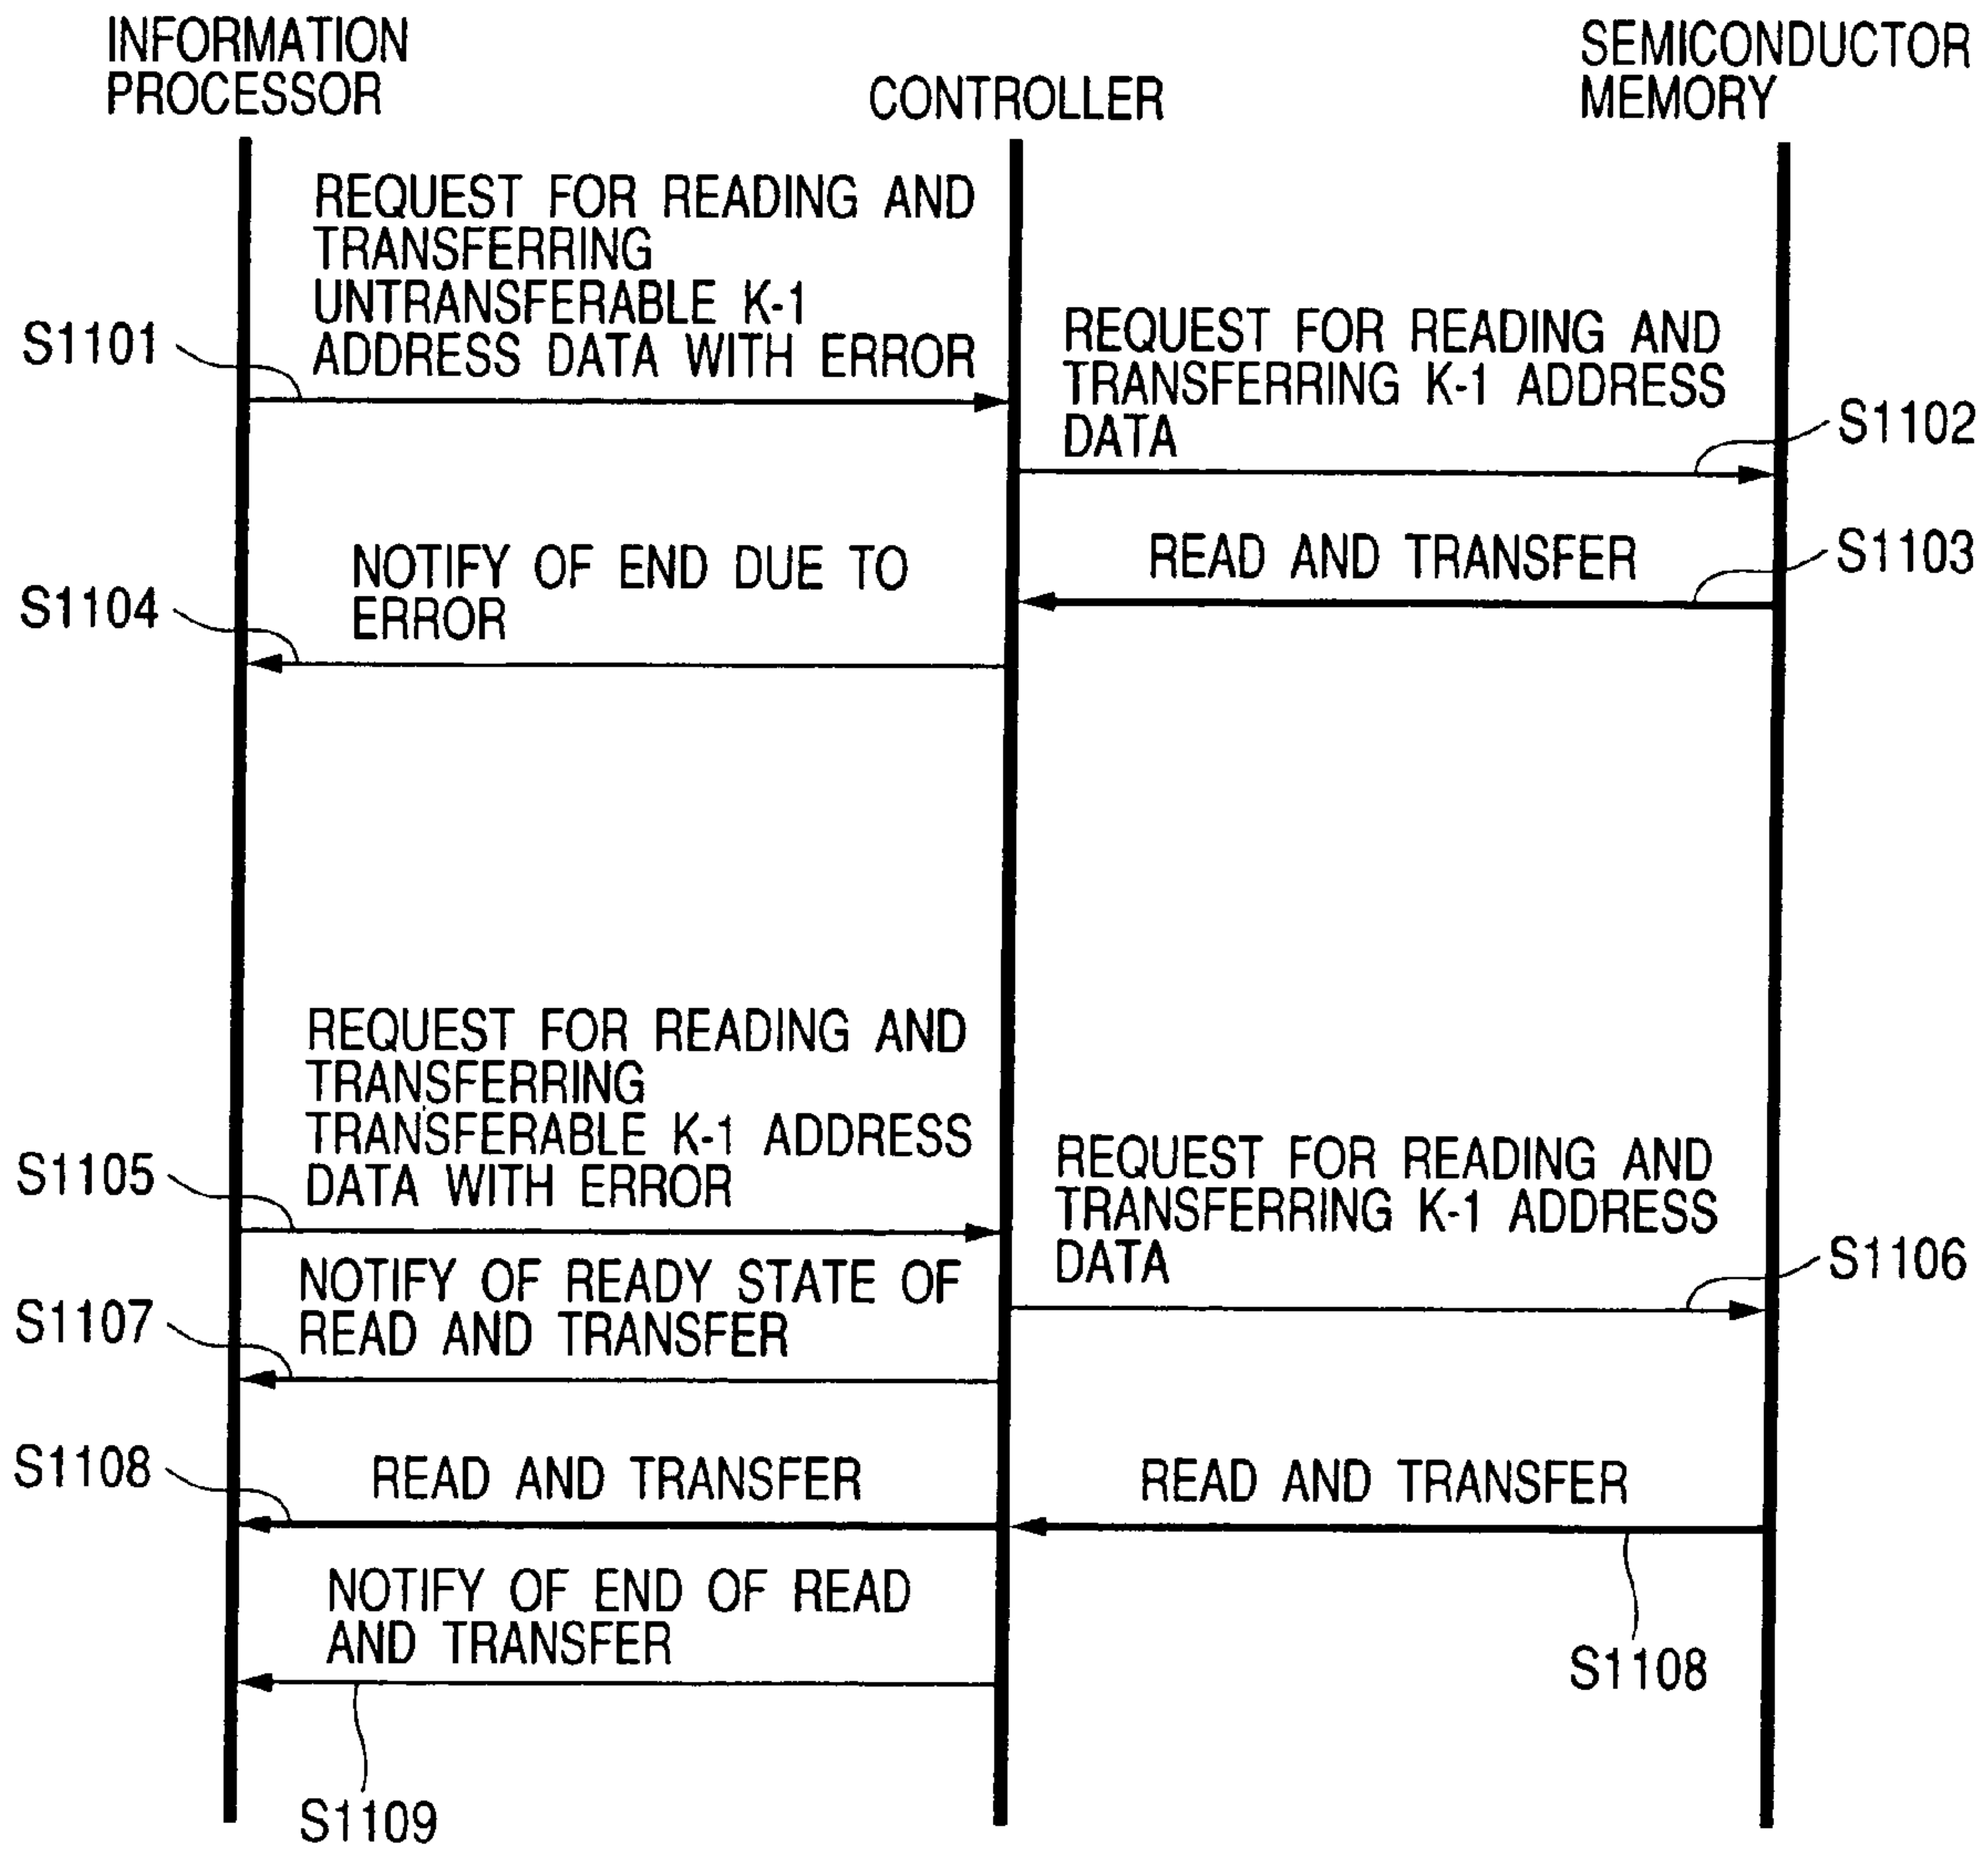 INFORMATION
PROCESSOR
CONTROLLER
SEMICONDUCTOR
MEMORY
REQUEST FOR READING AND
TRANSFERRING
UNTRANSFERABLE K-1
ADDRESS DATA WITH ERROR
S1101
REQUEST FOR READING AND
TRANSFERRING K-1 ADDRESS
DATA
S1102
READ AND TRANSFER
S1103
NOTIFY OF END DUE TO
ERROR
S1104
REQUEST FOR READING AND
TRANSFERRING
TRANSFERABLE K-1 ADDRESS
DATA WITH ERROR
S1105
REQUEST FOR READING AND
TRANSFERRING K-1 ADDRESS
DATA
S1106
NOTIFY OF READY STATE OF
READ AND TRANSFER
S1107
READ AND TRANSFER
S1108
READ AND TRANSFER
S1108
NOTIFY OF END OF READ
AND TRANSFER
S1109